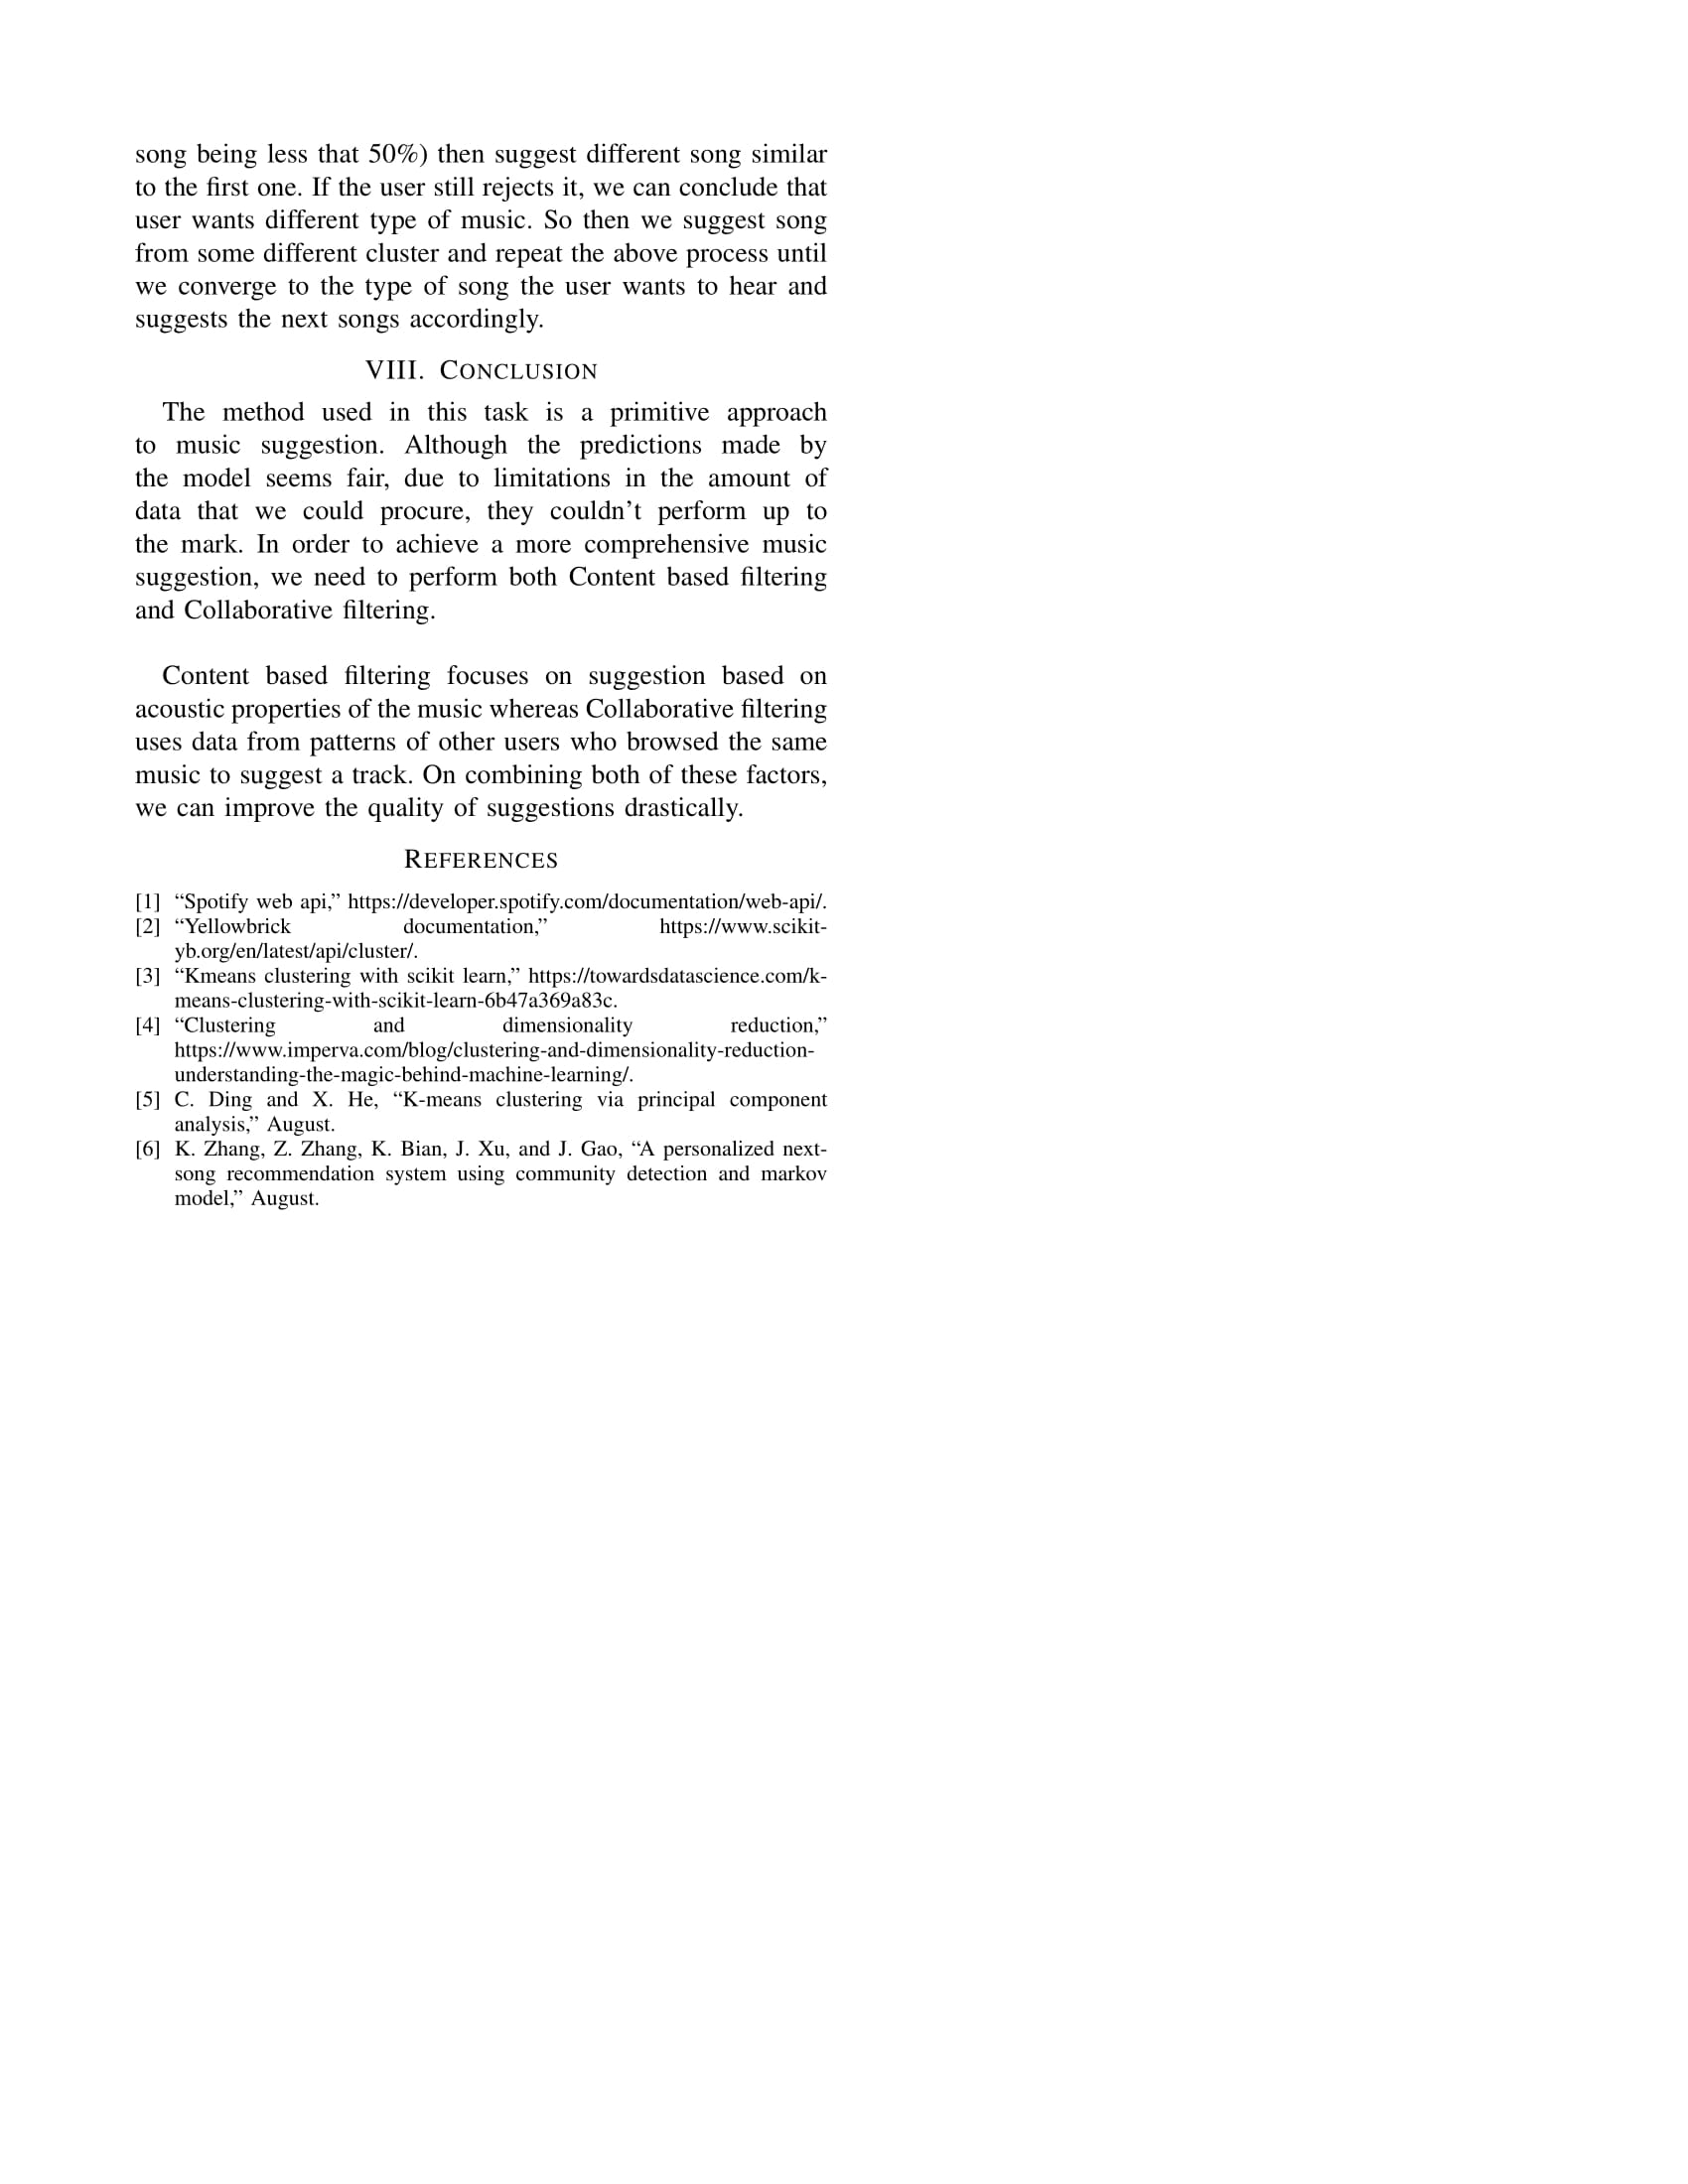 song being less that 50%) then suggest different song similar
to the first one. If the user still rejects it, we can conclude that
user wants different type of music. So then we suggest song
from some different cluster and repeat the above process until
we converge to the type of song the user wants to hear and
suggests the next songs accordingly.
VIII. CONCLUSION
The method used in this task is a primitive approach
to music suggestion. Although the predictions made by
the model seems fair, due to limitations in the amount of
data that we could procure, they couldn’t perform up to
the mark. In order to achieve a more comprehensive music
suggestion, we need to perform both Content based filtering
and Collaborative filtering.
Content based filtering focuses on suggestion based on
acoustic properties of the music whereas Collaborative filtering
uses data from patterns of other users who browsed the same
music to suggest a track. On combining both of these factors,
we can improve the quality of suggestions drastically.
REFERENCES
[1] “Spotify web api,” https://developer.spotify.com/documentation/web-api/.
[2] “Yellowbrick documentation,” https://www.scikit-
yb.org/en/latest/api/cluster/.
[3] “Kmeans clustering with scikit learn,” https://towardsdatascience.com/k-
means-clustering-with-scikit-learn-6b47a369a83c.
[4] “Clustering and dimensionality reduction,”
https://www.imperva.com/blog/clustering-and-dimensionality-reduction-
understanding-the-magic-behind-machine-learning/.
[5] C. Ding and X. He, “K-means clustering via principal component
analysis,” August.
[6] K. Zhang, Z. Zhang, K. Bian, J. Xu, and J. Gao, “A personalized next-
song recommendation system using community detection and markov
model,” August.